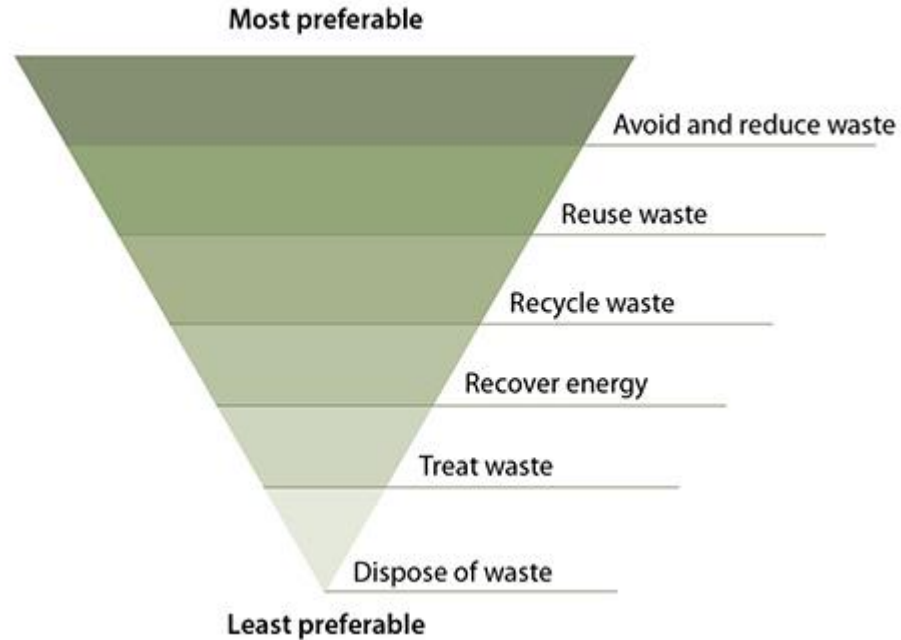 Most preferable
Avoid and reduce waste
Reuse waste
Recycle waste
Recover energy
Treat waste
Dispose of waste
Least preferable